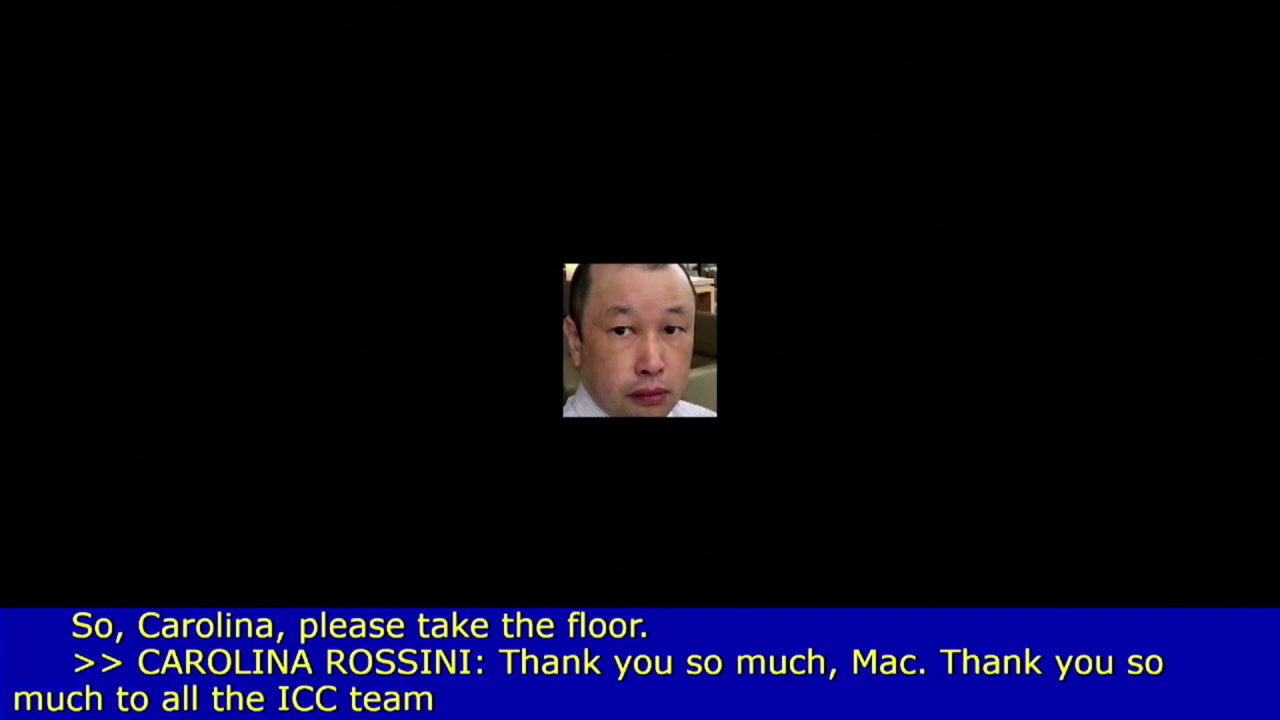 So, Carolina, please take the floor.
>> CAROLINA ROSSINI: Thank you so much, Mac. Thank you so
much to all the ICC team